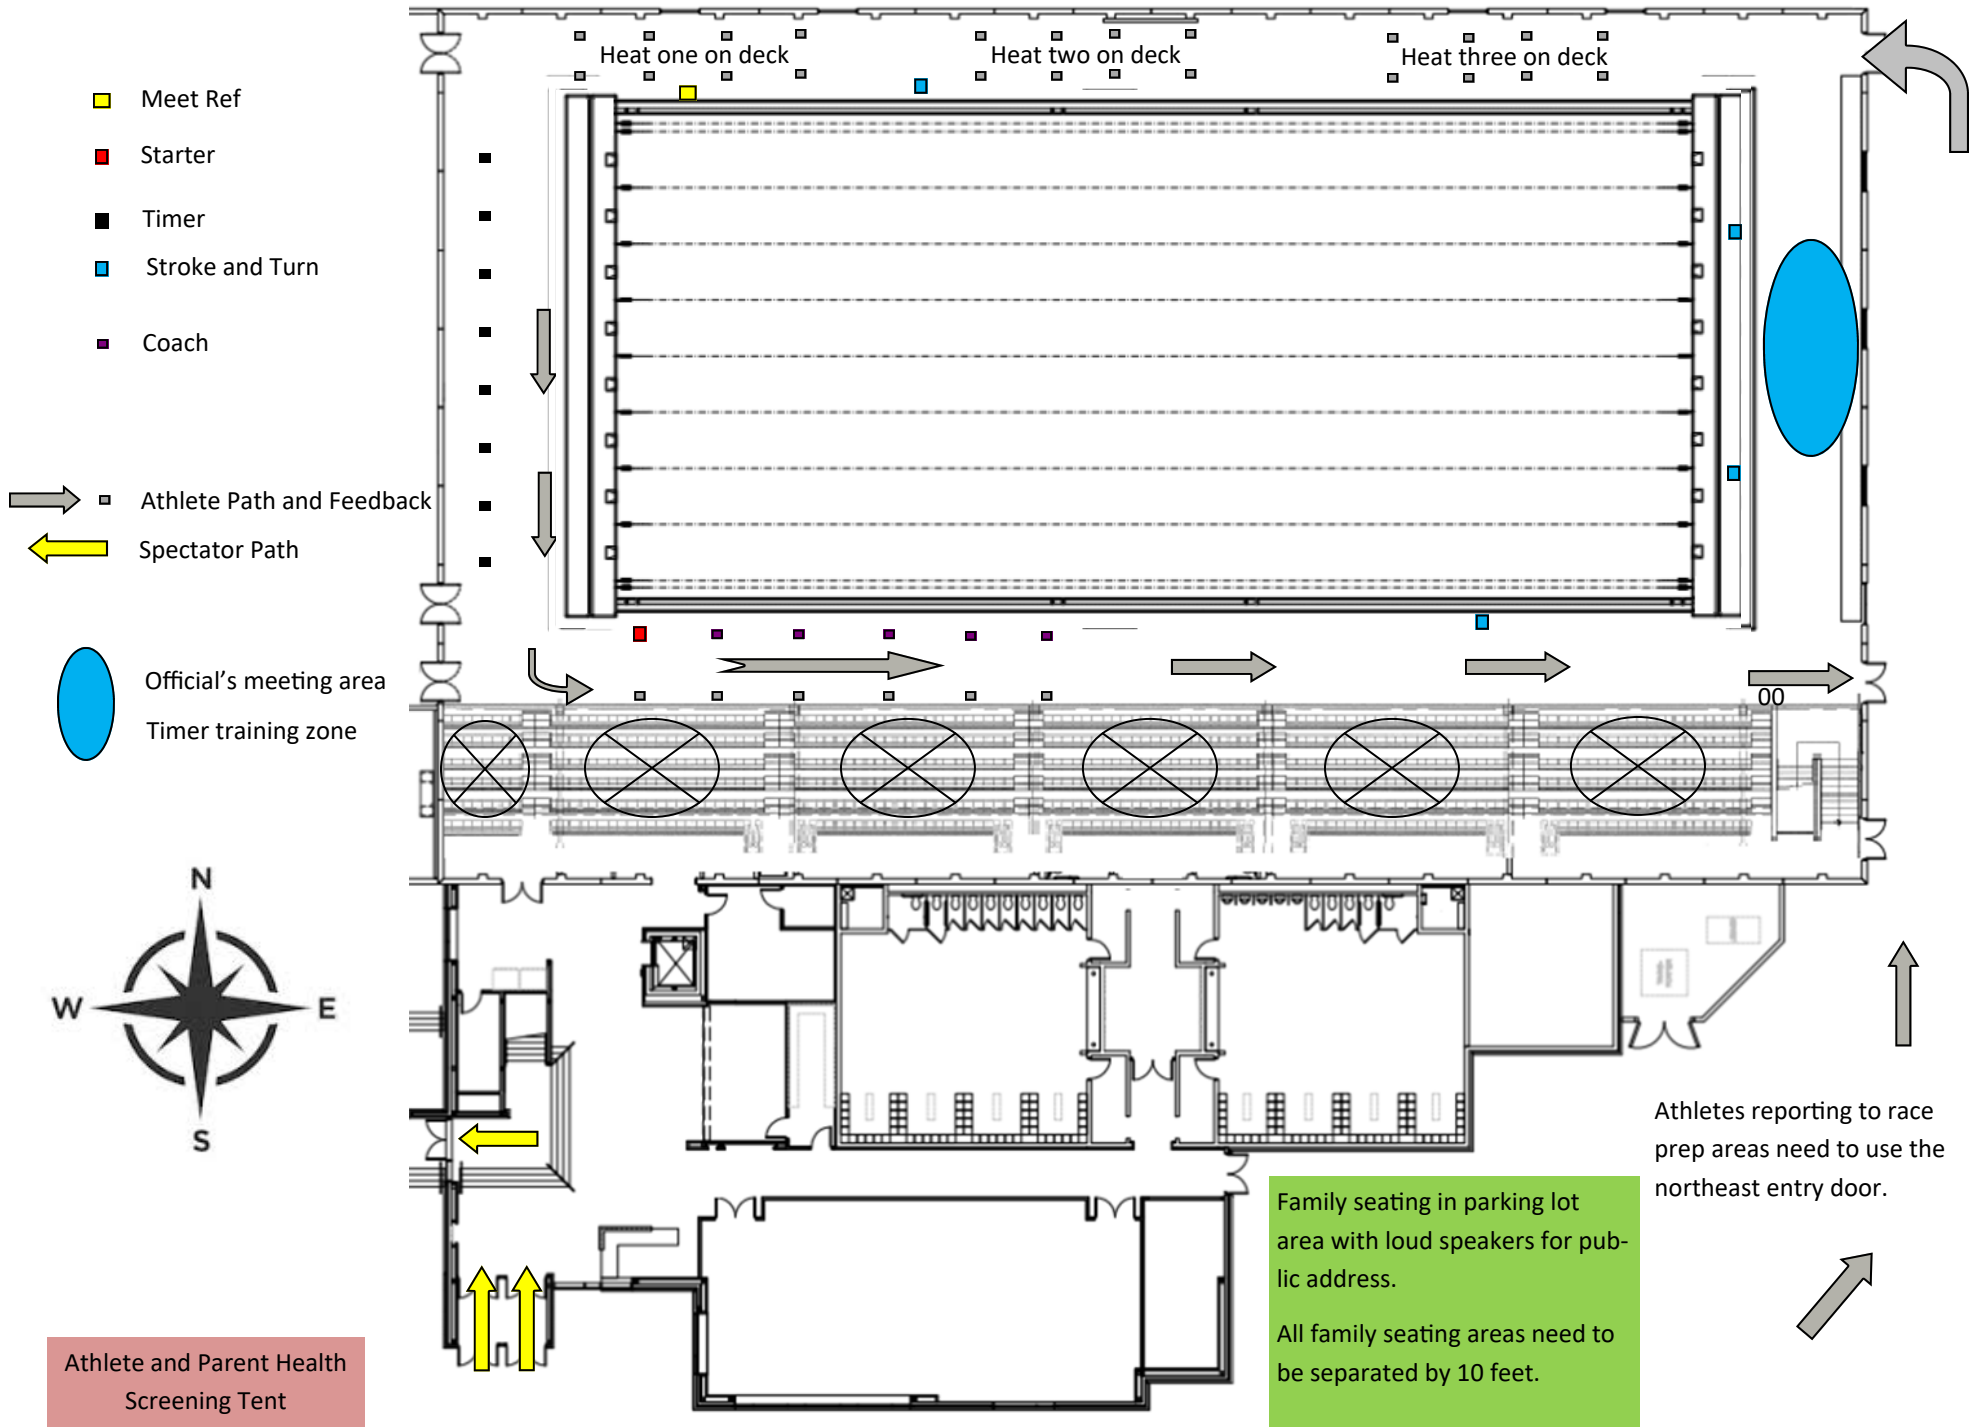 Heat one on deck
Heat two on deck
Heat three on deck
Meet Ref
Starter
Timer
Stroke and Turn
Coach
Athlete Path and Feedback
Spectator Path
Official's meeting area
Timer training zone
00
N
W
E
S
Athletes reporting to race
prep areas need to use the
northeast entry door.
Family seating in parking lot
area with loud speakers for pub-
lic address.
All family seating areas need to
be separated by 10 feet.
Athlete and Parent Health
Screening Tent